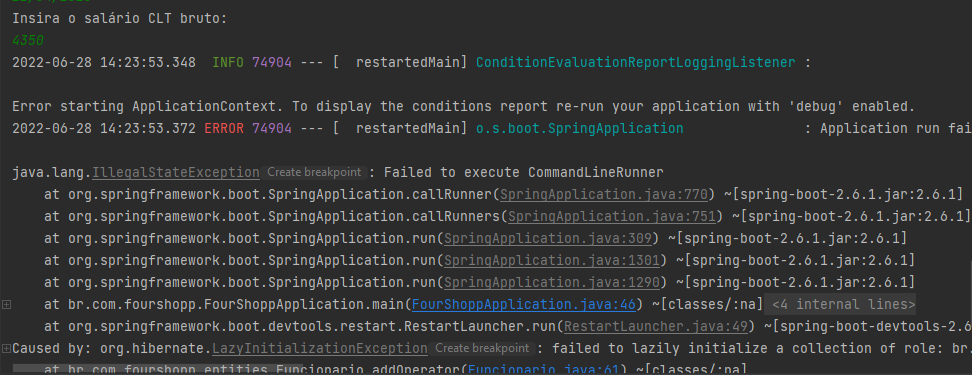 Insira o salário CLT bruto:
4350
2022-06-28 14:23:53.348  INFO 74904 --- [  restartedMain] ConditionEvaluationReportLoggingListener :
Error starting ApplicationContext. To display the conditions report re-run your application with 'debug' enabled.
2022-06-28 14:23:53.372 ERROR 74904 --- [  restartedMain] o.s.boot.SpringApplication               : Application run fai
java.lang.IllegalStateException Create breakpoint : Failed to execute CommandLineRunner
at org.springframework.boot.SpringApplication.callRunner(SpringApplication.java:770) ~[spring-boot-2.6.1.jar:2.6.1]
at org.springframework.boot.SpringApplication.callRunners(SpringApplication.java:751) ~[spring-boot-2.6.1.jar:2.6.1]
at org.springframework.boot.SpringApplication.run(SpringApplication.java:309) ~[spring-boot-2.6.1.jar:2.6.1]
at org.springframework.boot.SpringApplication.run(SpringApplication.java:1301) ~[spring-boot-2.6.1.jar:2.6.1]
at org.springframework.boot.SpringApplication.run(SpringApplication.java:1290) ~[spring-boot-2.6.1.jar:2.6.1]
at br.com.fourshopp.FourShoppApplication.main(FourShoppApplication.java:46) ~[classes/:na] <4 internal lines>
at org.springframework.boot.devtools.restart.RestartLauncher.run(RestartLauncher.java:49) ~[spring-boot-devtools-2.6
Caused by: org.hibernate.LazyInitializationException Create breakpoint : failed to lazily initialize a collection of role: br.
at br.com.fourshopp.entities.Funcionario.addOperator(Funcionario.java:61) ~[classes/:na]